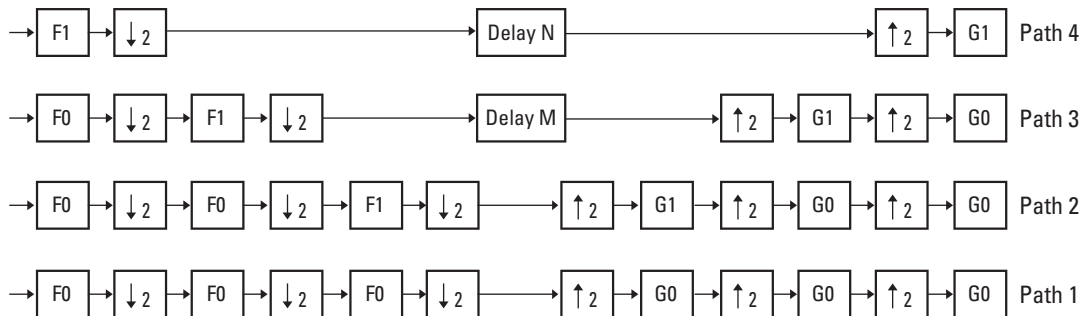 F1 ↓ 2 Delay N ↑ 2 G1 Path 4
F0 ↓ 2 F1 ↓ 2 Delay M ↑ 2 G1 ↑ 2 G0 Path 3
F0 ↓ 2 F0 ↓ 2 F1 ↓ 2 ↑ 2 G1 ↑ 2 G0 ↑ 2 G0 Path 2
F0 ↓ 2 F0 ↓ 2 F0 ↓ 2 ↑ 2 G0 ↑ 2 G0 ↑ 2 G0 Path 1